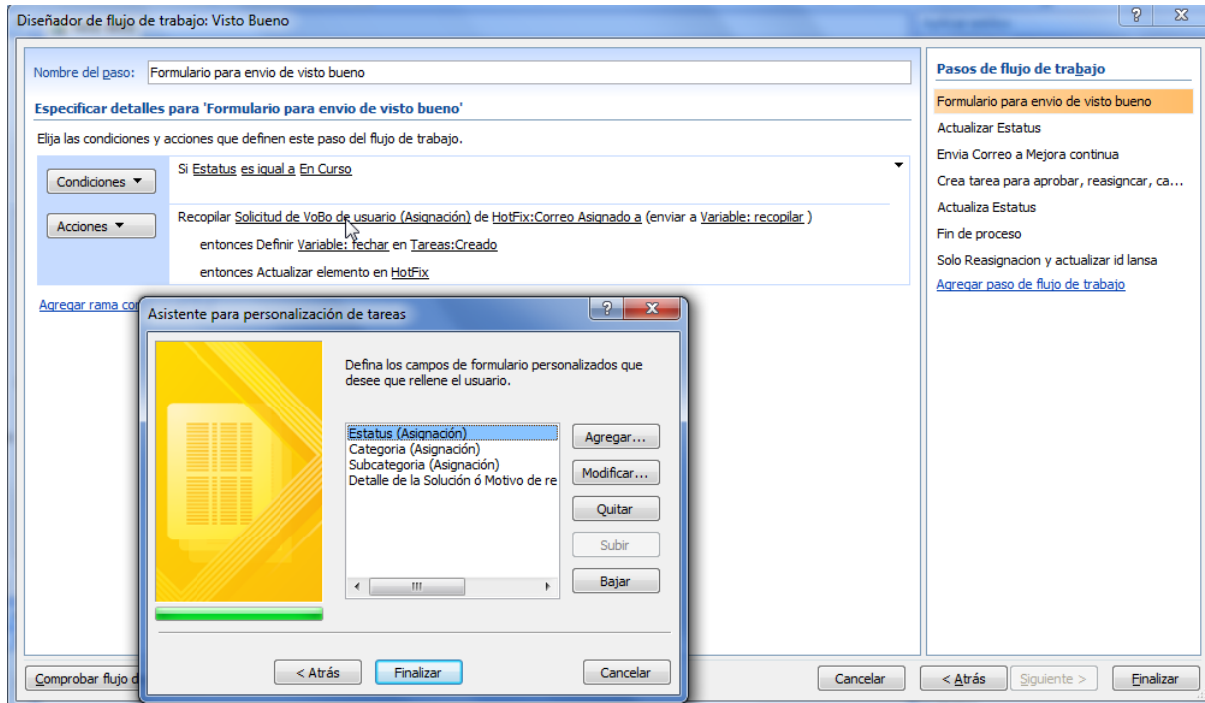 Diseñador de flujo de trabajo: Visto Bueno
Nombre del paso: Formulario para envio de visto bueno
Especificar detalles para 'Formulario para envio de visto bueno'
Elija las condiciones y acciones que definen este paso del flujo de trabajo.
Condiciones
Si Estatus es igual a En Curso
Acciones
Recopilar Solicitud de VoBo de usuario (Asignación) de HotFix:Correo Asignado a (enviar a Variable: recopilar )
entonces Definir Variable: fechar en Tareas:Creado
entonces Actualizar elemento en HotFix
Agregar rama
Pasos de flujo de trabajo
Formulario para envio de visto bueno
Actualizar Estatus
Envia Correo a Mejora continua
Crea tarea para aprobar, reasigncar, ca...
Actualiza Estatus
Fin de proceso
Solo Reasignacion y actualizar id lansa
Agregar paso de flujo de trabajo
Asistente para personalización de tareas
Defina los campos de formulario personalizados que
desee que rellene el usuario.
Estatus (Asignación)
Categoria (Asignación)
Subcategoria (Asignación)
Detalle de la Solución ó Motivo de re
Agregar...
Modificar...
Quitar
Subir
Bajar
< Atrás
Finalizar
Cancelar
Comprobar flujo
Cancelar
< Atrás
Siguiente >
Finalizar